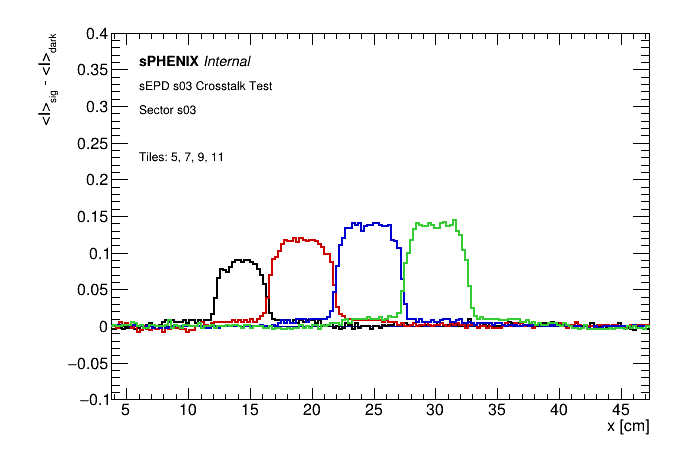 <I>sig - <I>dark
0.4
0.35
0.3
0.25
0.2
0.15
0.1
0.05
0
−0.05
−0.1
sPHENIX Internal
sEPD s03 Crosstalk Test
Sector s03
Tiles: 5, 7, 9, 11
5 10 15 20 25 30 35 40 45
x [cm]